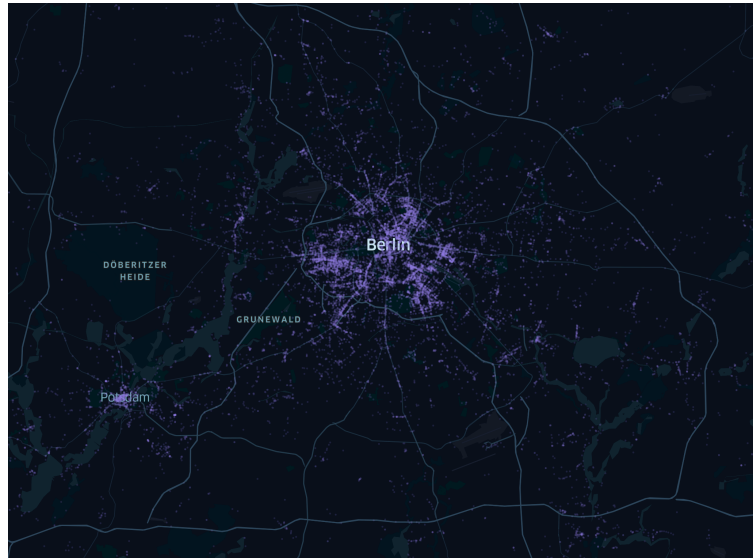 Berlin
DÖBERITZER
HEIDE
GRUNEWALD
Potsdam